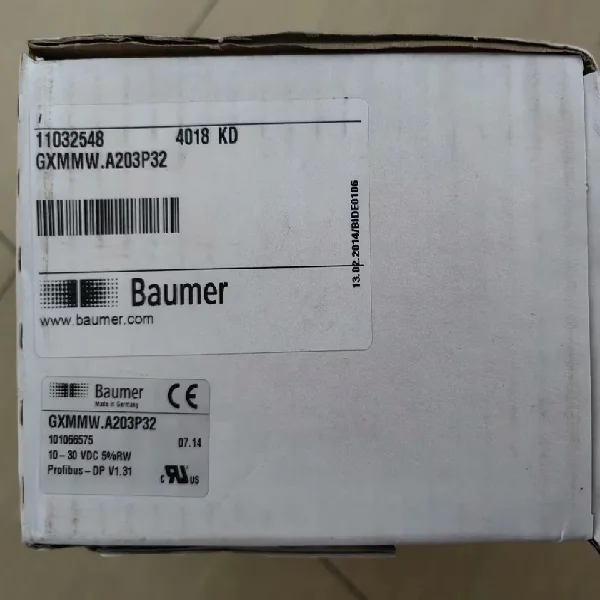 11032548 4018 KD
GXMMW.A203P32
13.02.2014/BIDE0106
Baumer
www.baumer.com
Baumer
Made in Germany
CE
GXMMW.A203P32
101066575 07.14
10-30 VDC 5%RW
Profibus-DP V1.31
c RU us